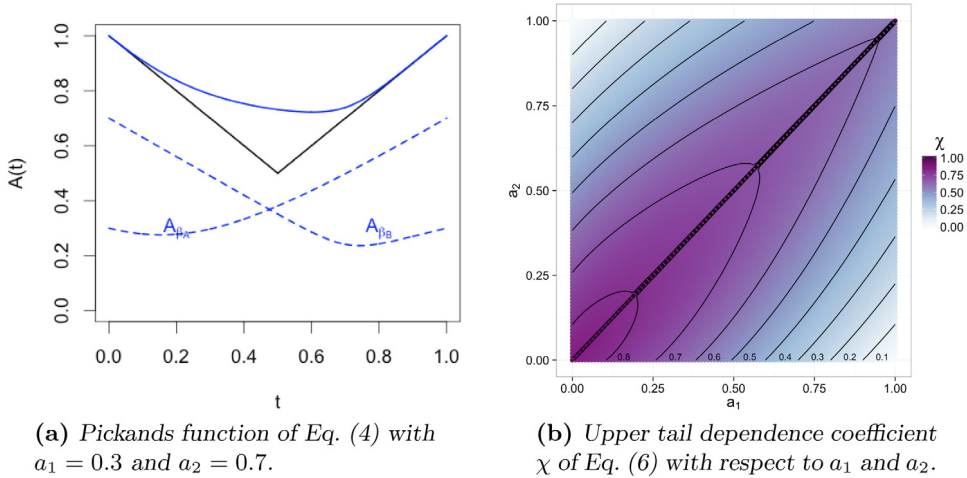 1.0
0.8
0.6
0.4
0.2
0.0
A(t)
AβA
AβB
0.0 0.2 0.4 0.6 0.8 1.0
t
(a) Pickands function of Eq. (4) with
a1 = 0.3 and a2 = 0.7.
1.00
0.75
0.50
0.25
0.00
a2
0.8 0.7 0.6 0.5 0.4 0.3 0.2 0.1
0.00 0.25 0.50 0.75 1.00
a1
χ
1.00
0.75
0.50
0.25
0.00
(b) Upper tail dependence coefficient
χ of Eq. (6) with respect to a1 and a2.